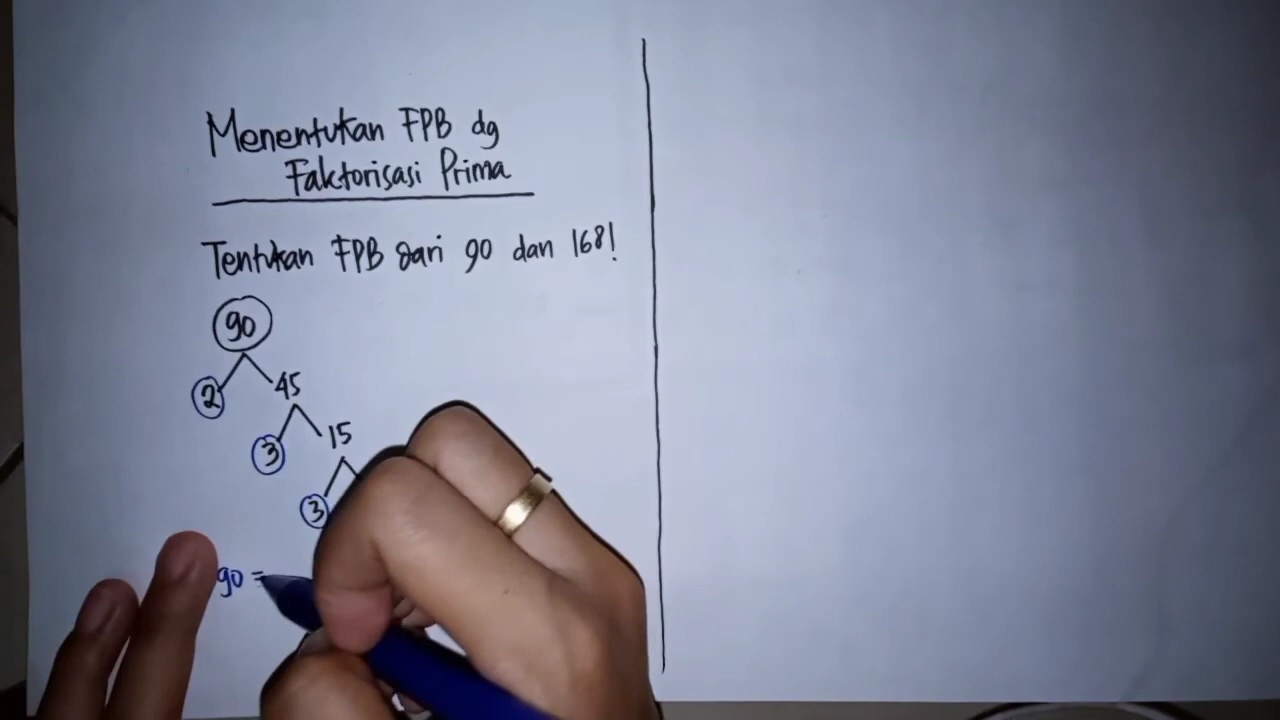 Menentukan FPB dg
Faktorisasi Prima
Tentukan FPB dari 90 dan 168!
90
2 45
3 15
3
90 =